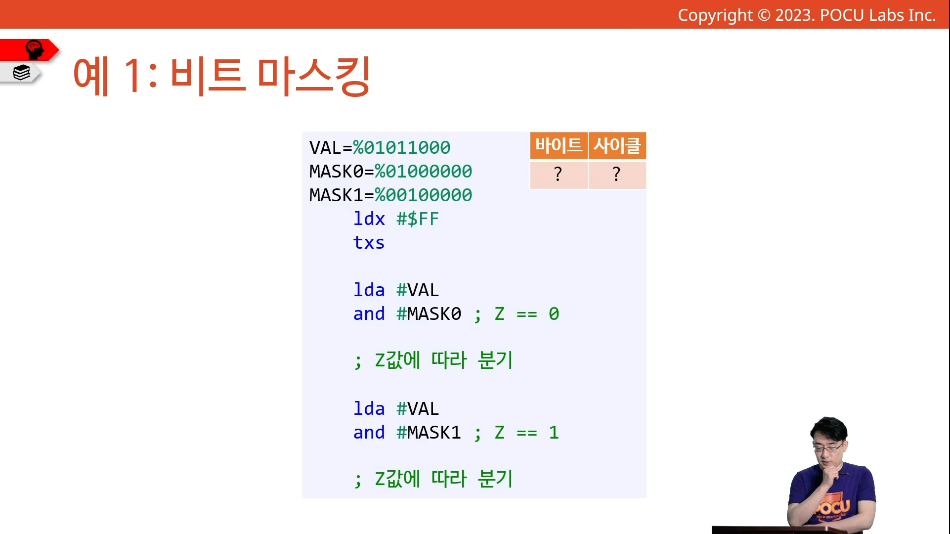 Copyright © 2023. POCU Labs Inc.
예 1: 비트 마스킹
바이트 사이클
? ?
VAL=%01011000
MASK0=%01000000
MASK1=%00100000
ldx #$FF
txs
lda #VAL
and #MASK0 ; Z == 0
; Z값에 따라 분기
lda #VAL
and #MASK1 ; Z == 1
; Z값에 따라 분기
POCU